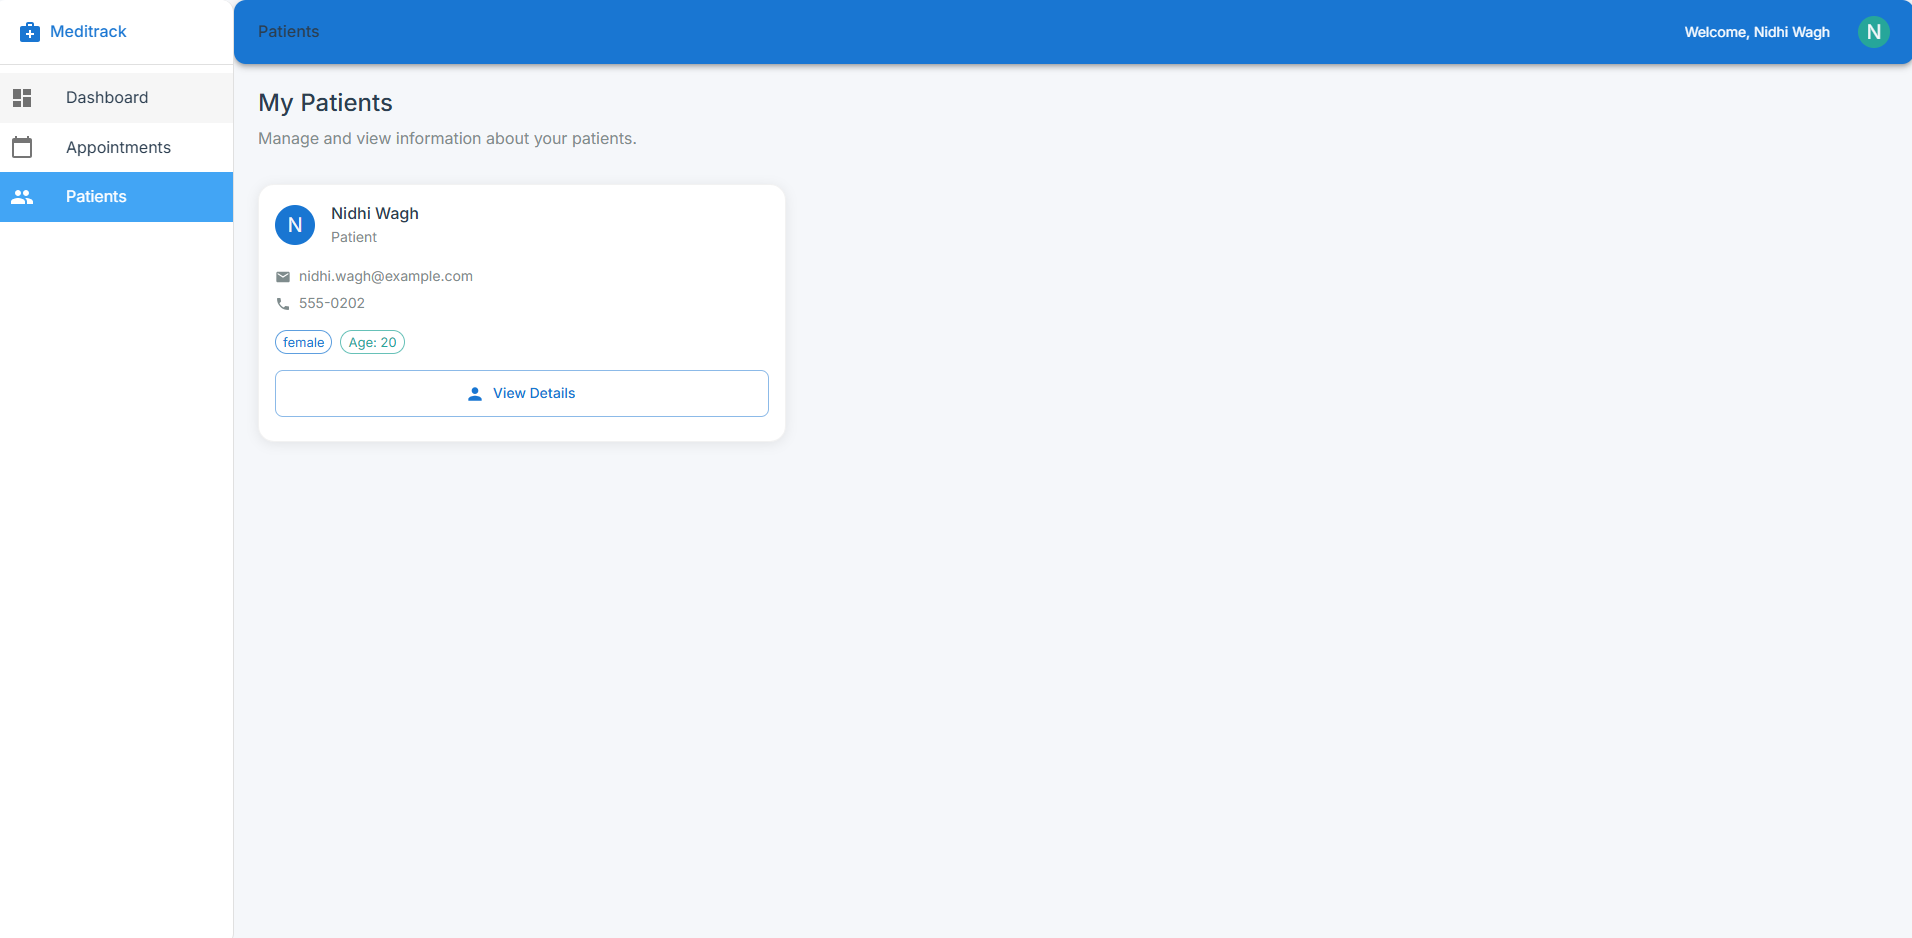 Meditrack
Patients
Welcome, Nidhi Wagh
N
Dashboard
Appointments
Patients
My Patients
Manage and view information about your patients.
N
Nidhi Wagh
Patient
nidhi.wagh@example.com
555-0202
female
Age: 20
View Details